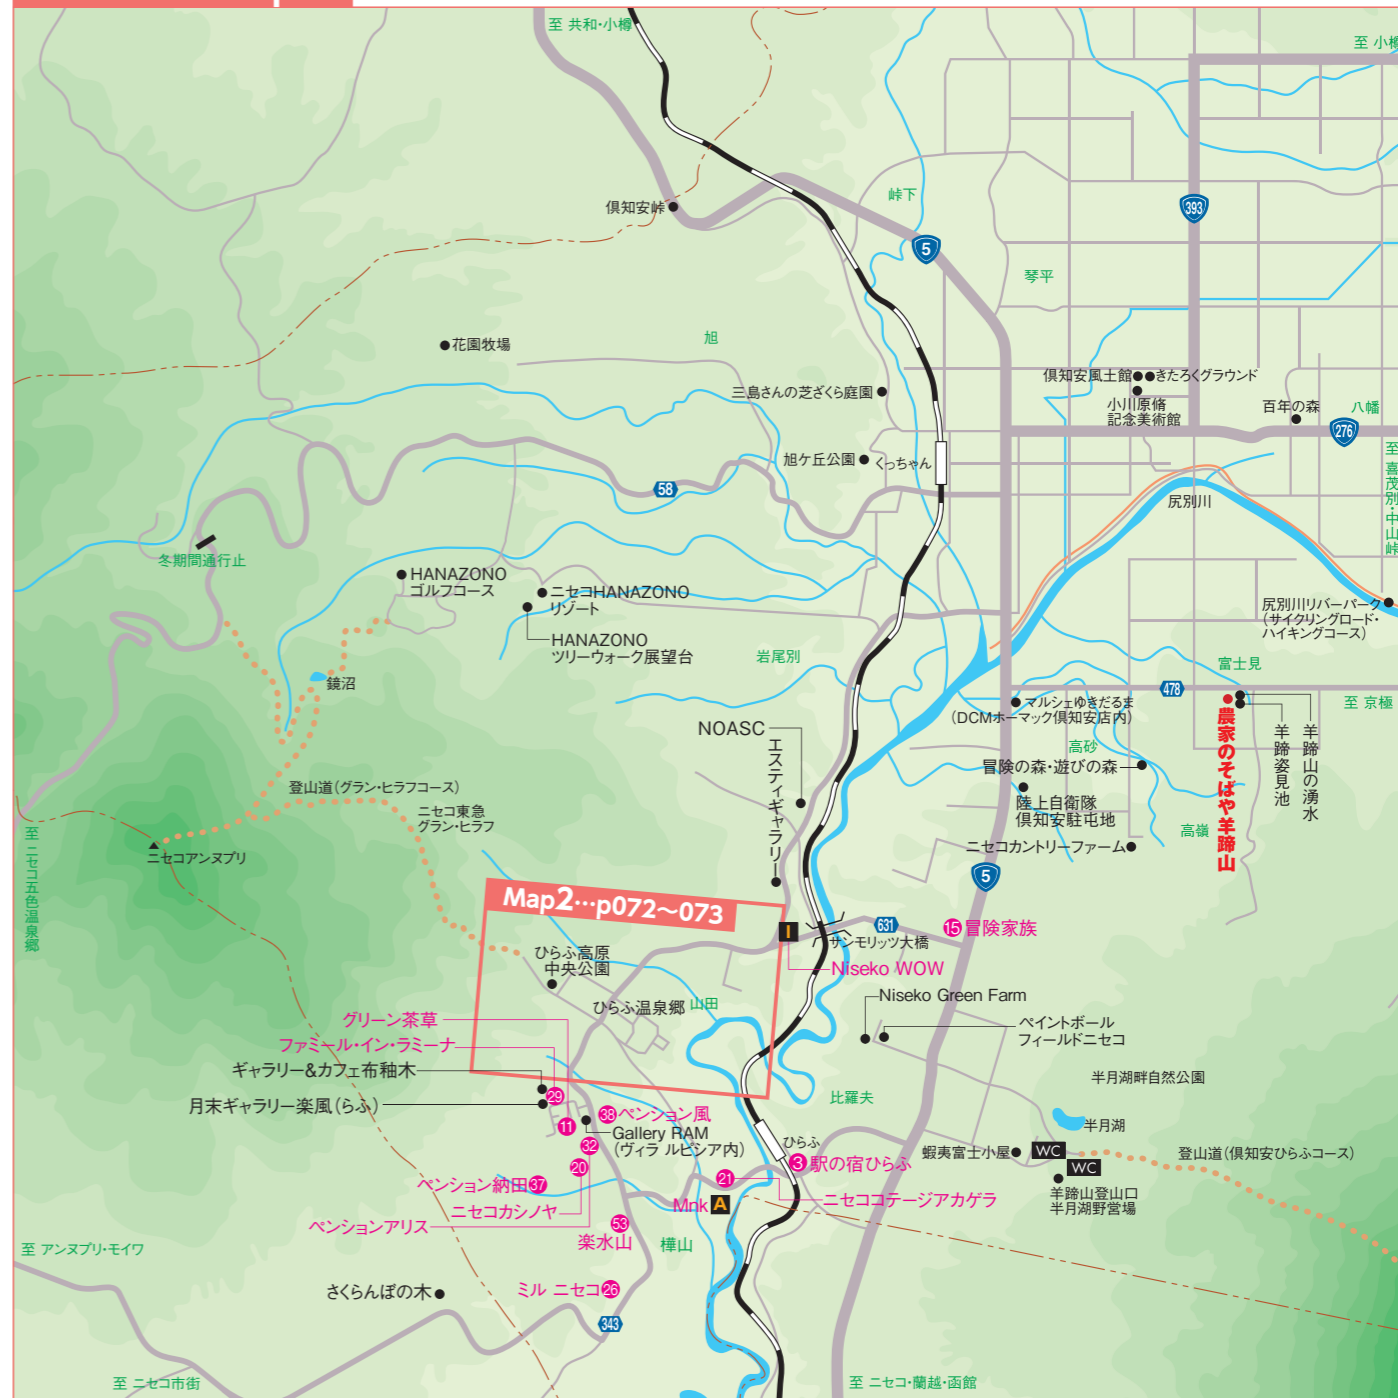 至 共和・小樽
至 小樽
峠下
393
倶知安峠
5
琴平
旭
花園牧場
三島さんの芝ざくら庭園
倶知安風土館
きたろくグラウンド
小川原脩
記念美術館
百年の森
八幡
276
旭ケ丘公園
くっちゃん
至 喜茂別・中山峠
58
尻別川
冬期間通行止
HANAZONO
ゴルフコース
ニセコHANAZONO
リゾート
HANAZONO
ツリーウォーク展望台
尻別川リバーパーク
(サイクリングロード・
ハイキングコース)
岩尾別
富士見
鏡沼
478
至 京極
マルシェゆきだるま
(DCMホーマック倶知安店内)
NOASC
エスティギャラリー
高砂
農家のそばや羊蹄山
羊蹄姿見池
羊蹄山の湧水
冒険の森・遊びの森
登山道(グラン・ヒラフコース)
ニセコ東急
グラン・ヒラフ
陸上自衛隊
倶知安駐屯地
高嶺
至 ニセコ五色温泉郷
ニセコアンヌプリ
ニセコカントリーファーム
5
Map2…p072〜073
I
631
15 冒険家族
サンモリッツ大橋
ひらふ高原
中央公園
Niseko WOW
ひらふ温泉郷
山田
Niseko Green Farm
グリーン茶草
ペイントボール
フィールドニセコ
ファミール・イン・ラミーナ
ギャラリー&カフェ布釉木
半月湖畔自然公園
29
月末ギャラリー楽風(らふ)
比羅夫
38 ペンション風
11
半月湖
Gallery RAM
(ヴィラ ルピシア内)
ひらふ
32
蝦夷富士小屋
WC
登山道(倶知安ひらふコース)
20
3 駅の宿ひらふ
WC
ペンション納田 37
21
ニセココテージアカゲラ
羊蹄山登山口
半月湖野営場
ニセコカシノヤ
Mnk A
ペンションアリス
53
楽水山
樺山
至 アンヌプリ・モイワ
さくらんぼの木
ミル ニセコ 26
343
至 ニセコ市街
至 ニセコ・蘭越・函館